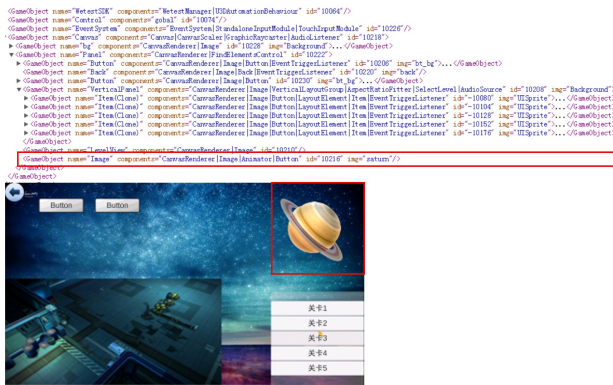 <GameObject name="WetestSDK" components="WetestManager|U3DAutomationBehaviour" id="10064"/>
<GameObject name="Control" components="gobal" id="10074"/>
<GameObject name="EventSystem" components="EventSystem|StandaloneInputModule|TouchInputModule" id="10226"/>
<GameObject name="Canvas" components="Canvas|CanvasScaler|GraphicRaycaster|AudioListener" id="10218">
<GameObject name="bg" components="CanvasRenderer|Image" id="10228" img="Background">...</GameObject>
<GameObject name="Panel" components="CanvasRenderer|FindElementsControl" id="10222">
<GameObject name="Button" components="CanvasRenderer|Image|Button|EventTriggerListener" id="10206" img="bt_bg">...</GameObject>
<GameObject name="Back" components="CanvasRenderer|Image|Back|EventTriggerListener" id="10220" img="back"/>
<GameObject name="Button" components="CanvasRenderer|Image|Button" id="10230" img="bt_bg">...</GameObject>
<GameObject name="VerticalPanel" components="CanvasRenderer|Image|VerticalLayoutGroup|AspectRatioFitter|SelectLevel|AudioSource" id="10208" img="Background">
<GameObject name="Item(Clone)" components="CanvasRenderer|Image|Button|LayoutElement|Item|EventTriggerListener" id="-10080" img="UISprite">...</GameObject>
<GameObject name="Item(Clone)" components="CanvasRenderer|Image|Button|LayoutElement|Item|EventTriggerListener" id="-10104" img="UISprite">...</GameObject>
<GameObject name="Item(Clone)" components="CanvasRenderer|Image|Button|LayoutElement|Item|EventTriggerListener" id="-10128" img="UISprite">...</GameObject>
<GameObject name="Item(Clone)" components="CanvasRenderer|Image|Button|LayoutElement|Item|EventTriggerListener" id="-10152" img="UISprite">...</GameObject>
<GameObject name="Item(Clone)" components="CanvasRenderer|Image|Button|LayoutElement|Item|EventTriggerListener" id="-10176" img="UISprite">...</GameObject>
</GameObject>
<GameObject name="LevelView" components="CanvasRenderer|Image" id="10210"/>
<GameObject name="Image" components="CanvasRenderer|Image|Animator|Button" id="10216" img="saturn"/>
</GameObject>
</GameObject>
Button Button
关卡1
关卡2
关卡3
关卡4
关卡5